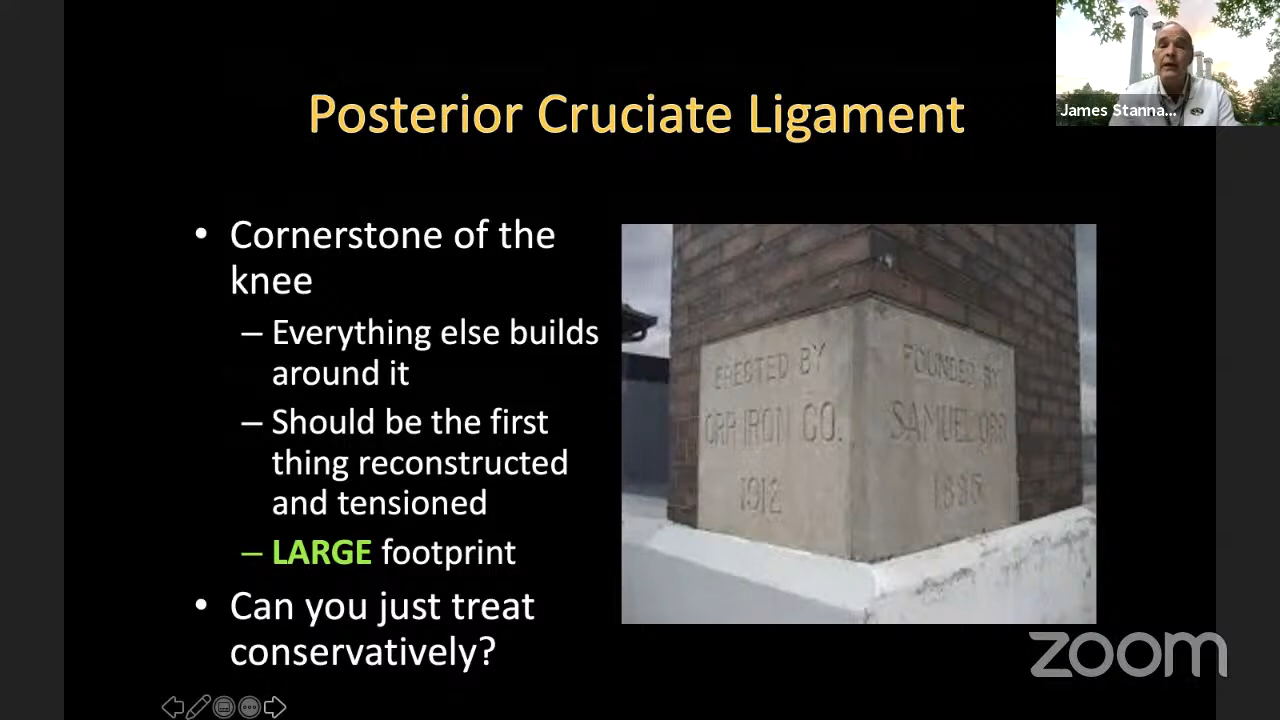 James Stanna...
Posterior Cruciate Ligament
• Cornerstone of the
knee
– Everything else builds
around it
– Should be the first
thing reconstructed
and tensioned
– LARGE footprint
• Can you just treat
conservatively?
ERECTED BY
ORR IRON CO.
1912
FOUNDED BY
SAMUEL ORR
zoom